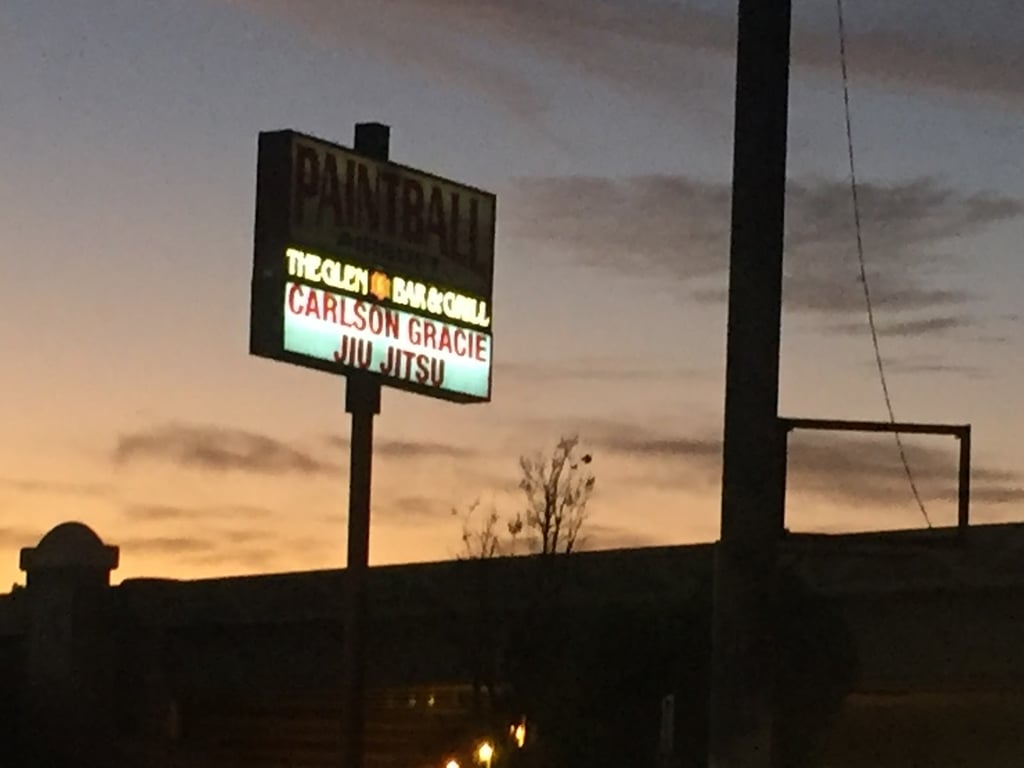 PAINTBALL
THE GLEN BAR & GRILL
CARLSON GRACIE
JIU JITSU